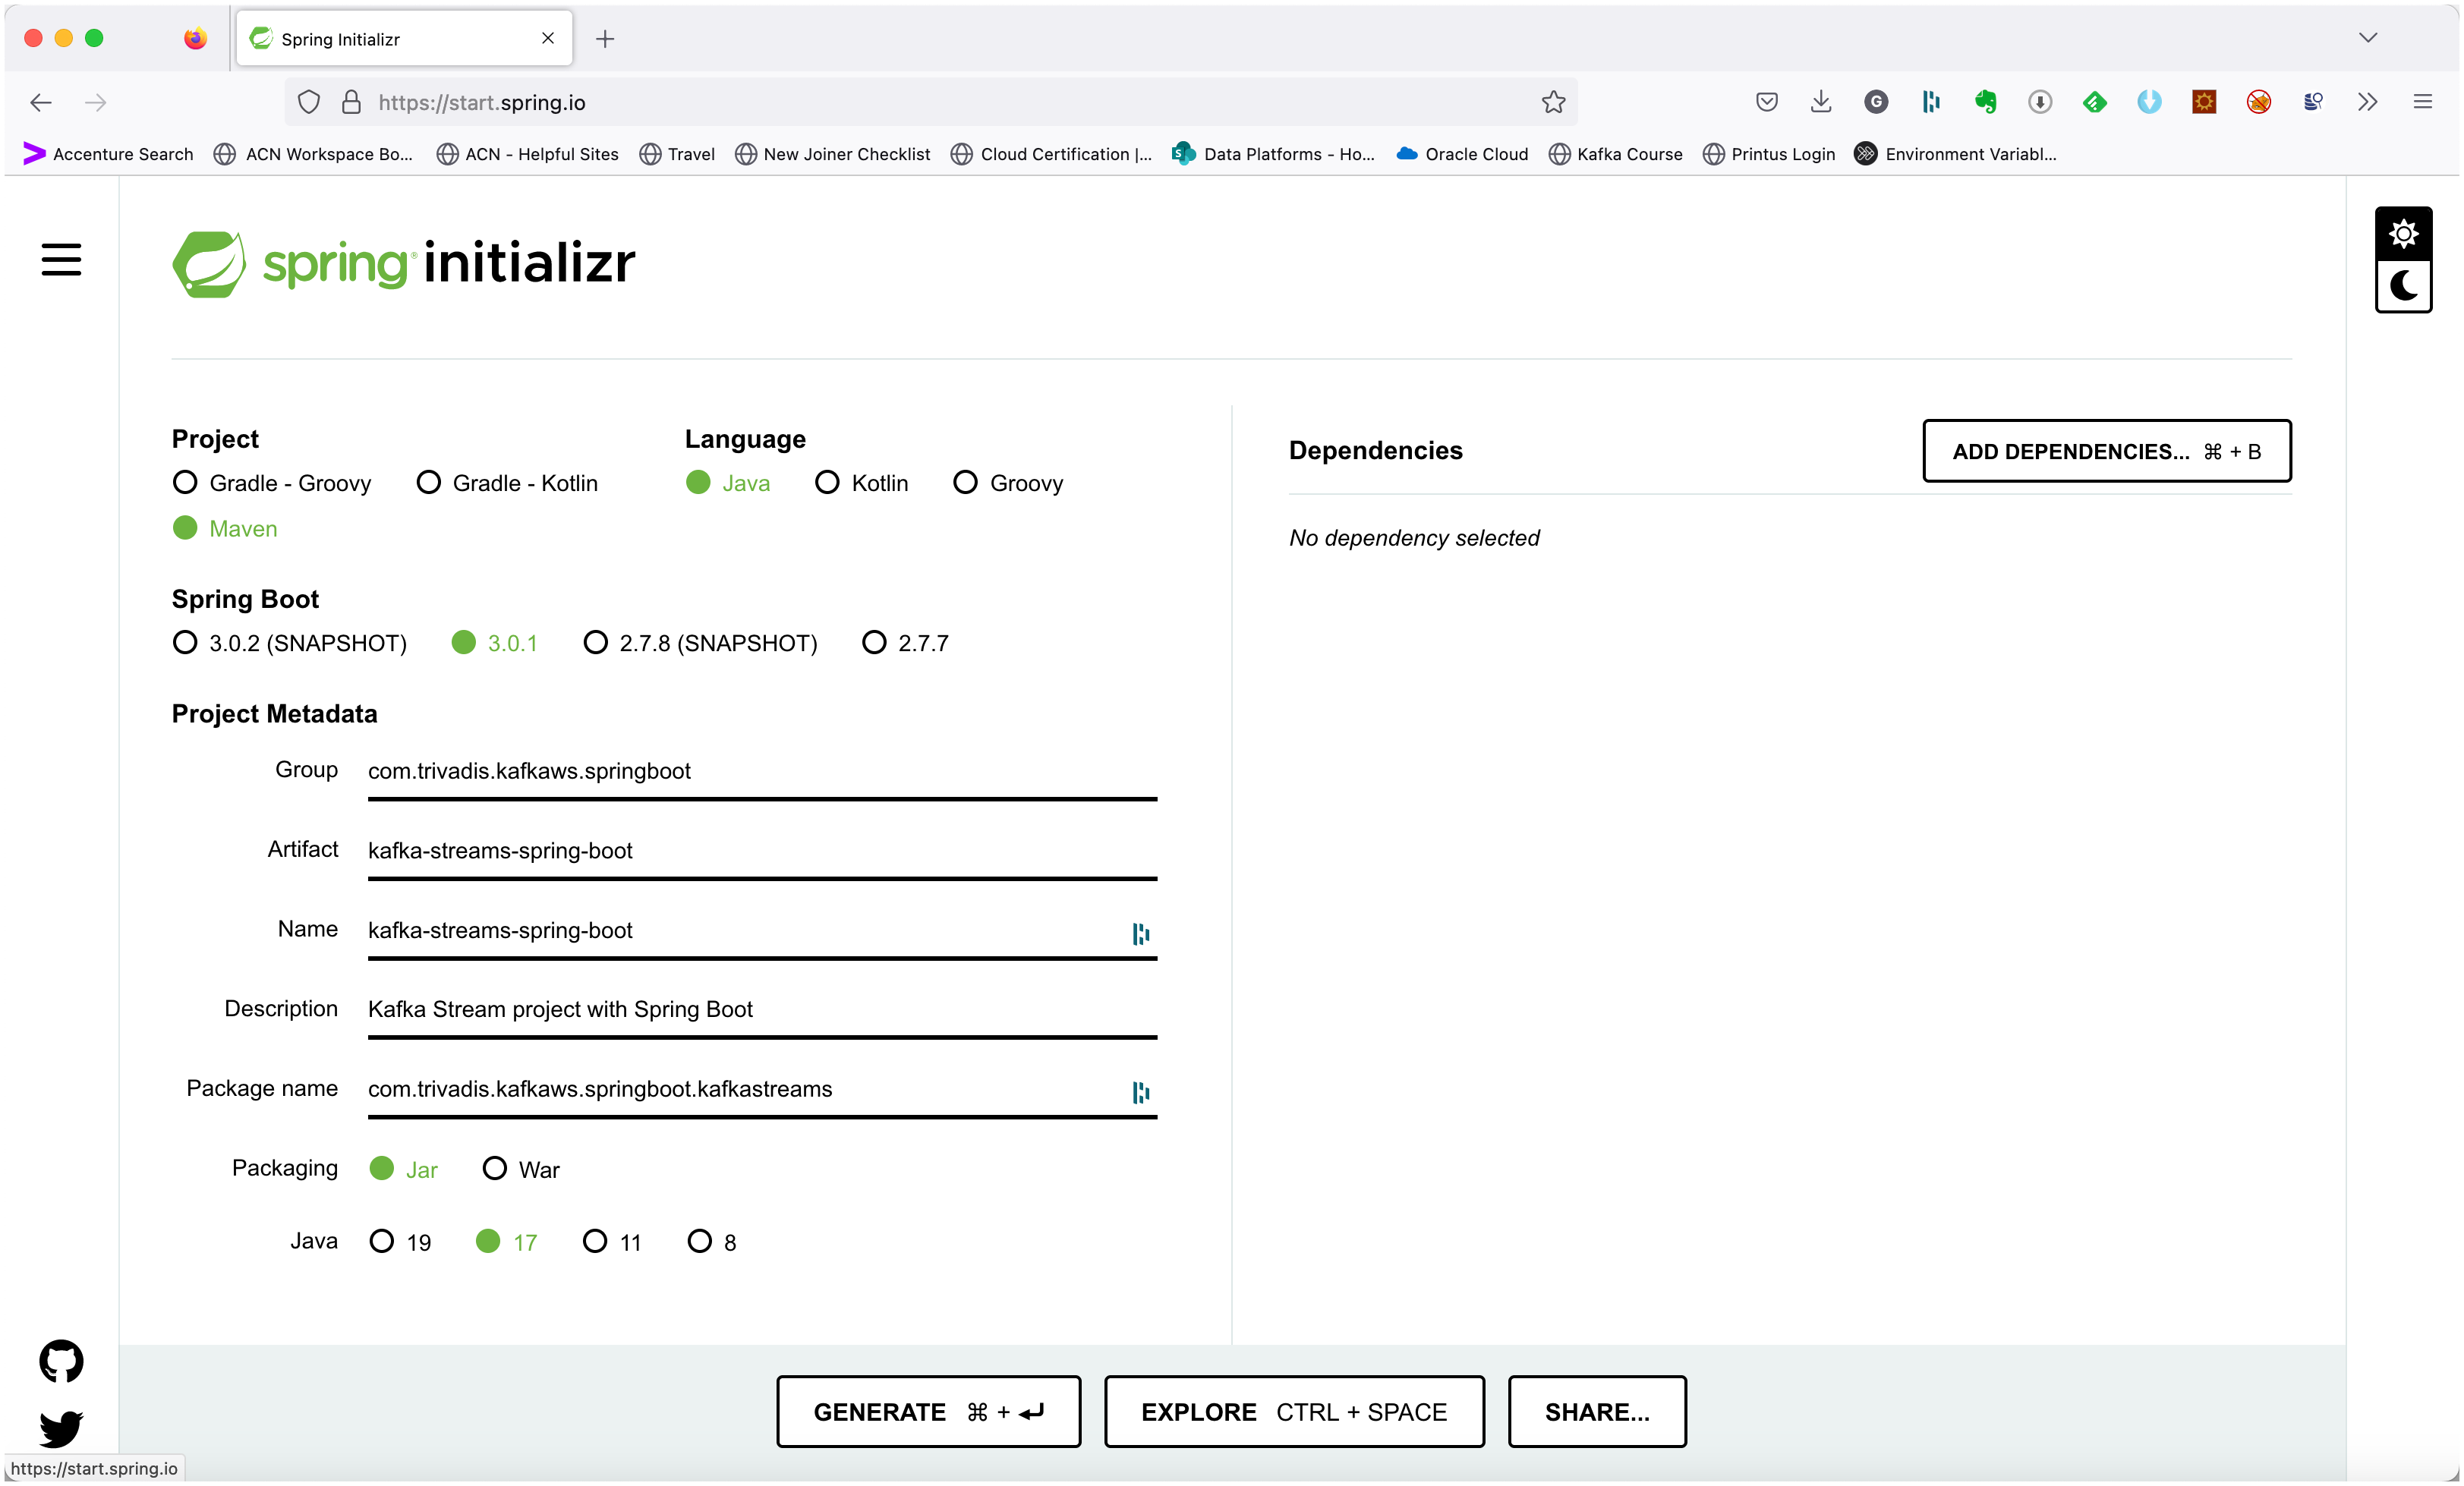 Spring Initializr
https://start.spring.io
Accenture Search ACN Workspace Bo... ACN - Helpful Sites Travel New Joiner Checklist Cloud Certification |... Data Platforms - Ho... Oracle Cloud Kafka Course Printus Login Environment Variabl...
spring® initializr
Project
Gradle - Groovy Gradle - Kotlin
Maven
Language
Java Kotlin Groovy
Spring Boot
3.0.2 (SNAPSHOT) 3.0.1 2.7.8 (SNAPSHOT) 2.7.7
Project Metadata
Group com.trivadis.kafkaws.springboot
Artifact kafka-streams-spring-boot
Name kafka-streams-spring-boot
Description Kafka Stream project with Spring Boot
Package name com.trivadis.kafkaws.springboot.kafkastreams
Packaging Jar War
Java 19 17 11 8
Dependencies
ADD DEPENDENCIES... ⌘ + B
No dependency selected
GENERATE ⌘ + ↵
EXPLORE CTRL + SPACE
SHARE...
https://start.spring.io